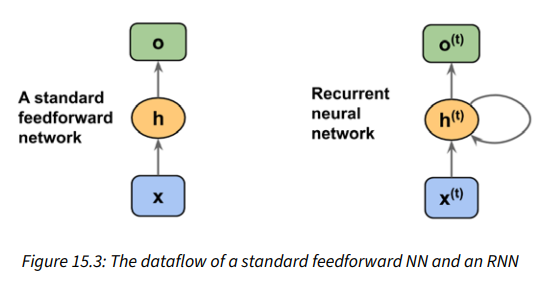 o
A standard
feedforward
network
h
x
o(t)
Recurrent
neural
network
h(t)
x(t)
Figure 15.3: The dataflow of a standard feedforward NN and an RNN